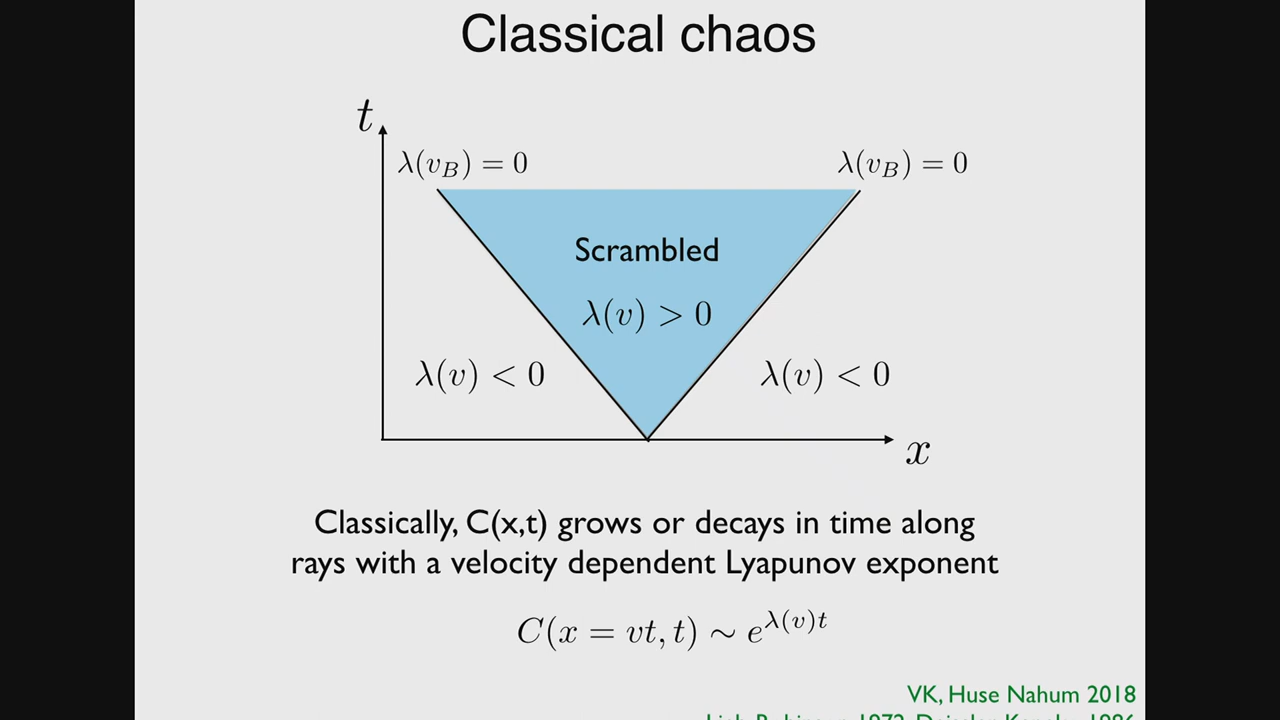 Classical chaos
t
λ(v_B) = 0
λ(v_B) = 0
Scrambled
λ(v) > 0
λ(v) < 0
λ(v) < 0
x
Classically, C(x,t) grows or decays in time along
rays with a velocity dependent Lyapunov exponent
C(x = vt, t) ∼ e^{λ(v)t}
VK, Huse Nahum 2018